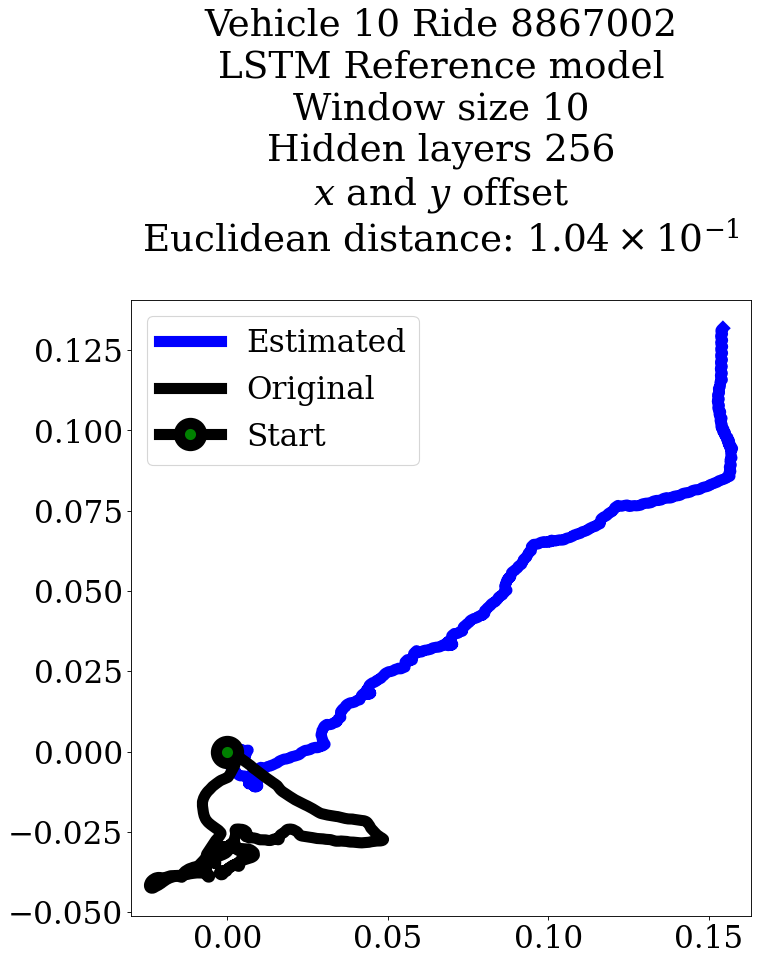 Vehicle 10 Ride 8867002
LSTM Reference model
Window size 10
Hidden layers 256
x and y offset
Euclidean distance: 1.04 × 10⁻¹
Estimated
Original
Start
0.125
0.100
0.075
0.050
0.025
0.000
−0.025
−0.050
0.00 0.05 0.10 0.15